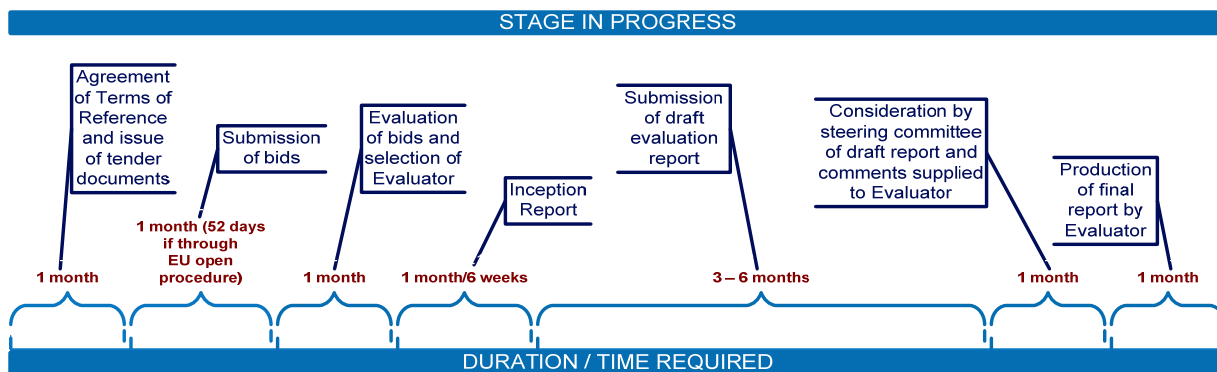 STAGE IN PROGRESS
Agreement
of Terms of
Reference
and issue
of tender
documents
Submission
of bids
Evaluation
of bids and
selection of
Evaluator
Inception
Report
Submission
of draft
evaluation
report
Consideration by
steering committee
of draft report and
comments supplied
to Evaluator
Production
of final
report by
Evaluator
1 month
1 month (52 days
if through
EU open
procedure)
1 month
1 month/6 weeks
3 – 6 months
1 month
1 month
DURATION / TIME REQUIRED